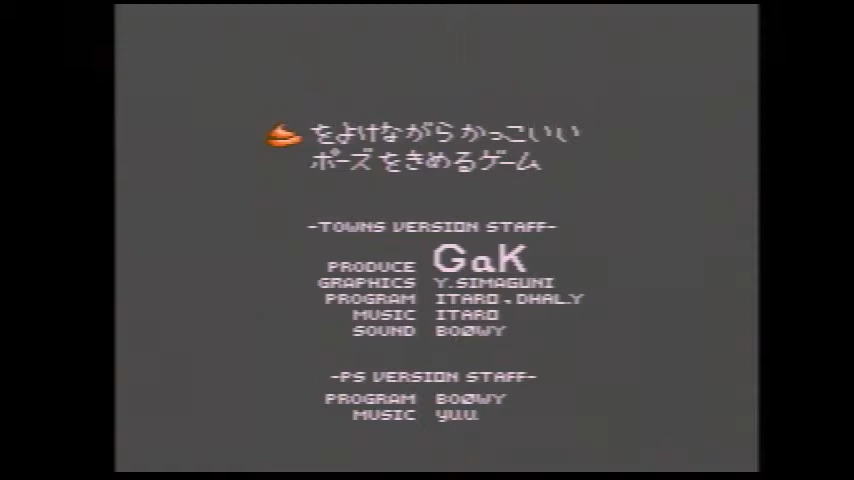 をよけながらかっこいい
ポーズをきめるゲーム
-TOWNS VERSION STAFF-
PRODUCE GaK
GRAPHICS Y.SIMAGUNI
PROGRAM ITARO,DHAL.Y
MUSIC ITARO
SOUND BOØWY
-PS VERSION STAFF-
PROGRAM BOØWY
MUSIC yuu